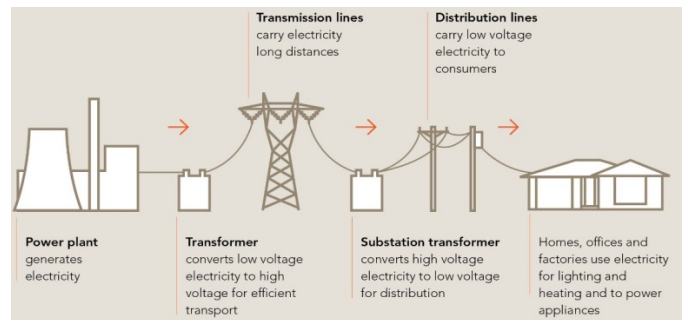 Transmission lines
carry electricity
long distances
Distribution lines
carry low voltage
electricity to
consumers
Power plant
generates
electricity
Transformer
converts low voltage
electricity to high
voltage for efficient
transport
Substation transformer
converts high voltage
electricity to low voltage
for distribution
Homes, offices and
factories use electricity
for lighting and
heating and to power
appliances